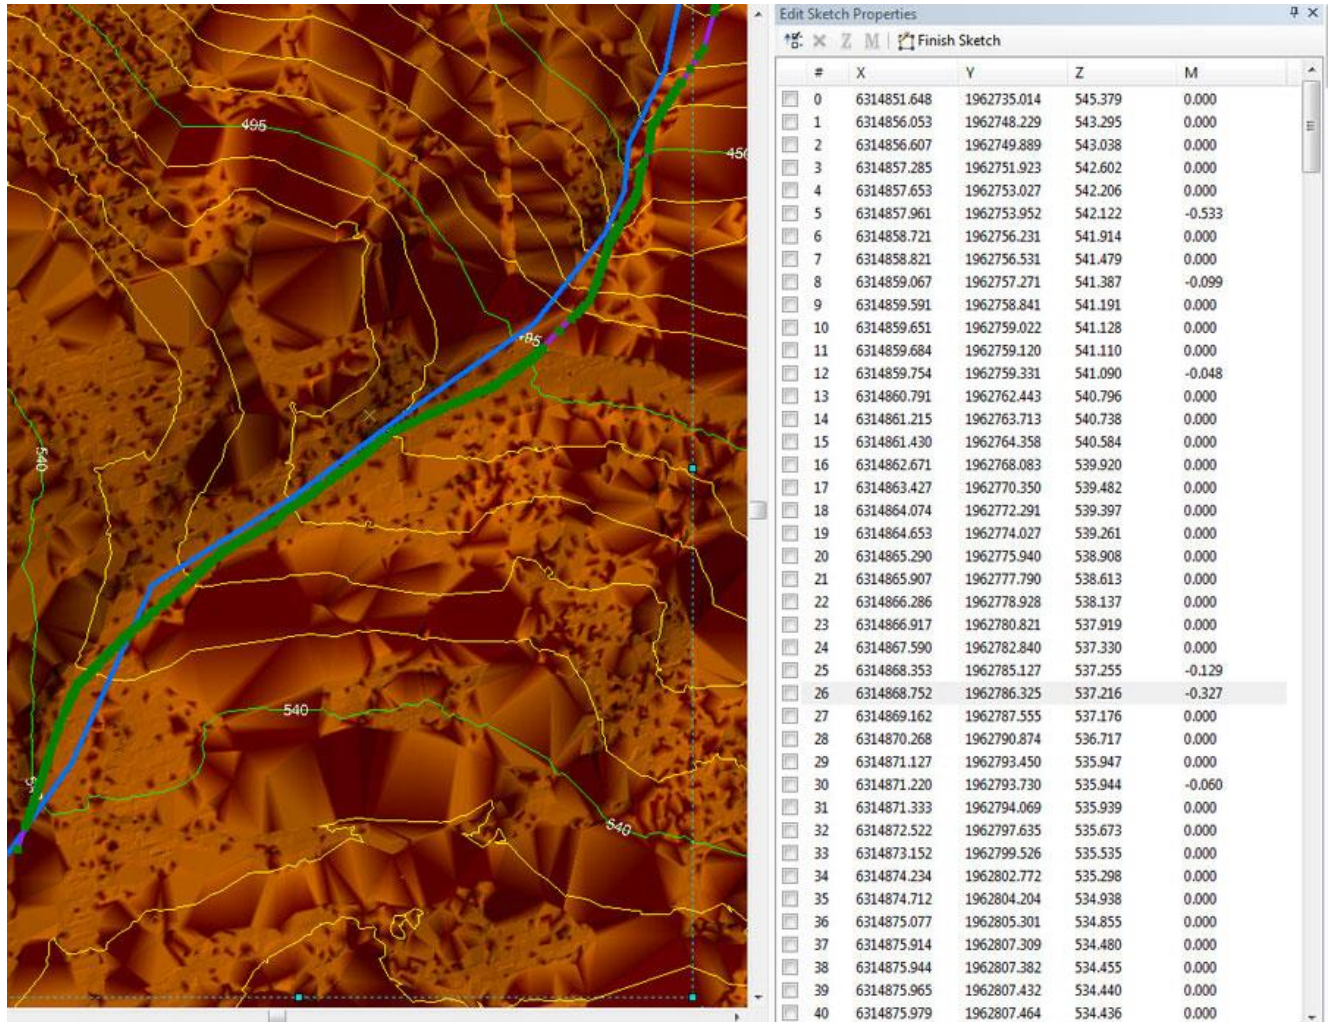 495
456
495
540
540
540
Edit Sketch Properties
Z M Finish Sketch
# X Y Z M
0 6314851.648 1962735.014 545.379 0.000
1 6314856.053 1962748.229 543.295 0.000
2 6314856.607 1962749.889 543.038 0.000
3 6314857.285 1962751.923 542.602 0.000
4 6314857.653 1962753.027 542.206 0.000
5 6314857.961 1962753.952 542.122 -0.533
6 6314858.721 1962756.231 541.914 0.000
7 6314858.821 1962756.531 541.479 0.000
8 6314859.067 1962757.271 541.387 -0.099
9 6314859.591 1962758.841 541.191 0.000
10 6314859.651 1962759.022 541.128 0.000
11 6314859.684 1962759.120 541.110 0.000
12 6314859.754 1962759.331 541.090 -0.048
13 6314860.791 1962762.443 540.796 0.000
14 6314861.215 1962763.713 540.738 0.000
15 6314861.430 1962764.358 540.584 0.000
16 6314862.671 1962768.083 539.920 0.000
17 6314863.427 1962770.350 539.482 0.000
18 6314864.074 1962772.291 539.397 0.000
19 6314864.653 1962774.027 539.261 0.000
20 6314865.290 1962775.940 538.908 0.000
21 6314865.907 1962777.790 538.613 0.000
22 6314866.286 1962778.928 538.137 0.000
23 6314866.917 1962780.821 537.919 0.000
24 6314867.590 1962782.840 537.330 0.000
25 6314868.353 1962785.127 537.255 -0.129
26 6314868.752 1962786.325 537.216 -0.327
27 6314869.162 1962787.555 537.176 0.000
28 6314870.268 1962790.874 536.717 0.000
29 6314871.127 1962793.450 535.947 0.000
30 6314871.220 1962793.730 535.944 -0.060
31 6314871.333 1962794.069 535.939 0.000
32 6314872.522 1962797.635 535.673 0.000
33 6314873.152 1962799.526 535.535 0.000
34 6314874.234 1962802.772 535.298 0.000
35 6314874.712 1962804.204 534.938 0.000
36 6314875.077 1962805.301 534.855 0.000
37 6314875.914 1962807.309 534.480 0.000
38 6314875.944 1962807.382 534.455 0.000
39 6314875.965 1962807.432 534.440 0.000
40 6314875.979 1962807.464 534.436 0.000